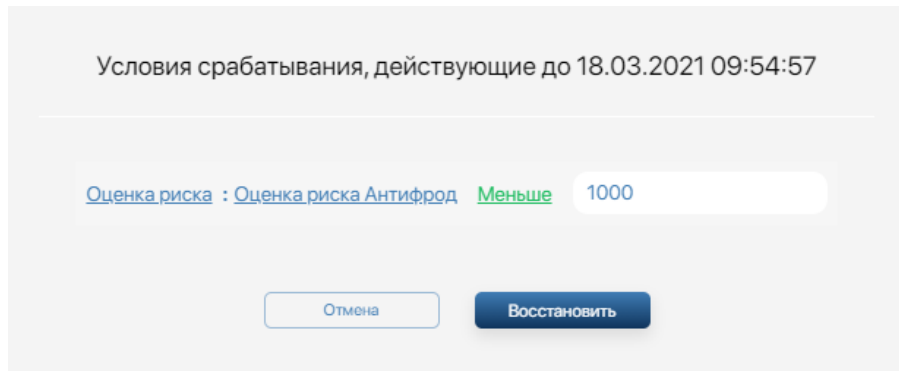 Условия срабатывания, действующие до 18.03.2021 09:54:57
Оценка риска : Оценка риска Антифрод Меньше 1000
Отмена Восстановить